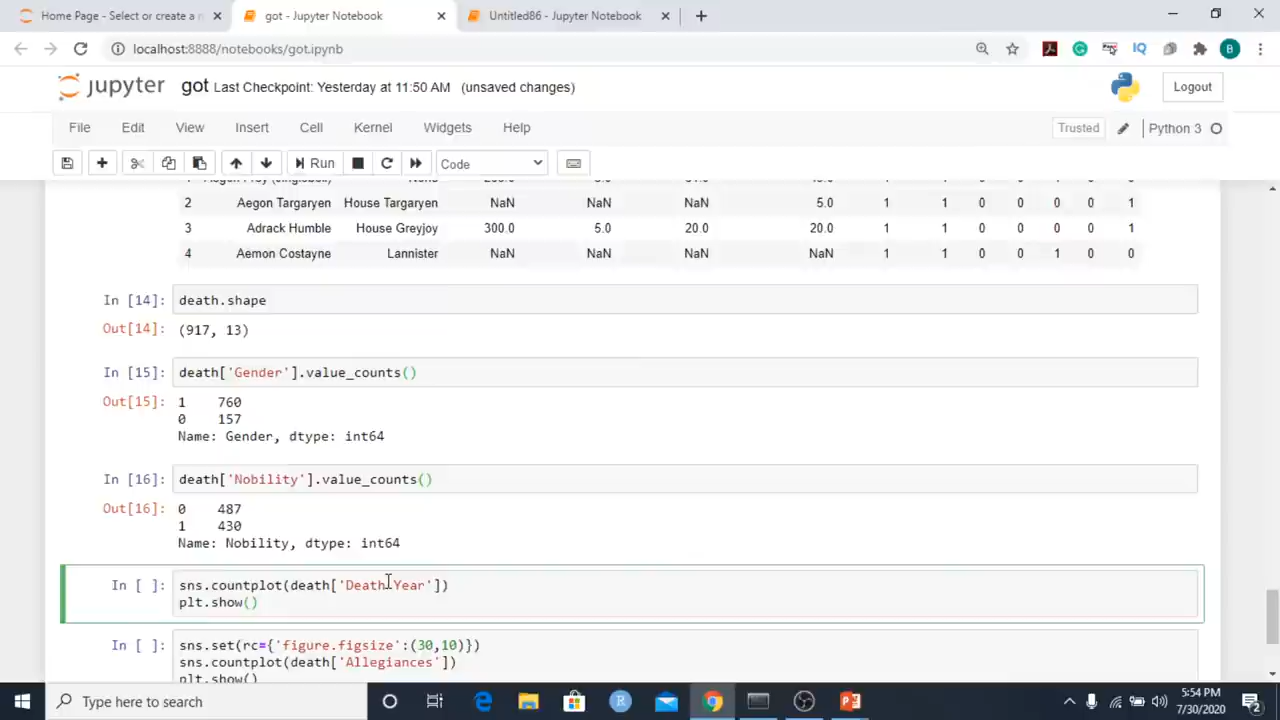 Home Page - Select or create a n
got - Jupyter Notebook
Untitled86 - Jupyter Notebook
localhost:8888/notebooks/got.ipynb
IQ
B
jupyter got Last Checkpoint: Yesterday at 11:50 AM (unsaved changes)
Logout
File Edit View Insert Cell Kernel Widgets Help
Trusted Python 3
Run Code
2 Aegon Targaryen House Targaryen NaN NaN NaN 5.0 1 1 0 0 0 0 1
3 Adrack Humble House Greyjoy 300.0 5.0 20.0 20.0 1 1 0 0 0 0 1
4 Aemon Costayne Lannister NaN NaN NaN NaN 1 1 0 0 1 0 0
In [14]: death.shape
Out[14]: (917, 13)
In [15]: death['Gender'].value_counts()
Out[15]: 1 760
0 157
Name: Gender, dtype: int64
In [16]: death['Nobility'].value_counts()
Out[16]: 0 487
1 430
Name: Nobility, dtype: int64
In [ ]: sns.countplot(death['Death Year'])
plt.show()
In [ ]: sns.set(rc={'figure.figsize':(30,10)})
sns.countplot(death['Allegiances'])
plt.show()
Type here to search
5:54 PM
7/30/2020
2